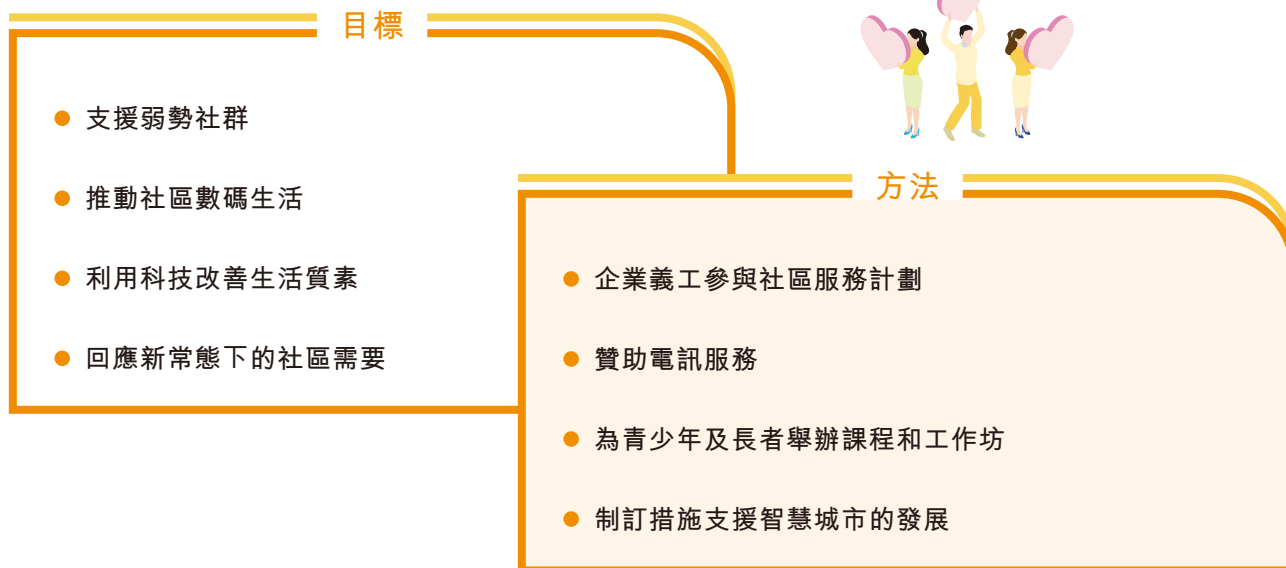 目標
支援弱勢社群
推動社區數碼生活
利用科技改善生活質素
回應新常態下的社區需要
方法
企業義工參與社區服務計劃
贊助電訊服務
為青少年及長者舉辦課程和工作坊
制訂措施支援智慧城市的發展